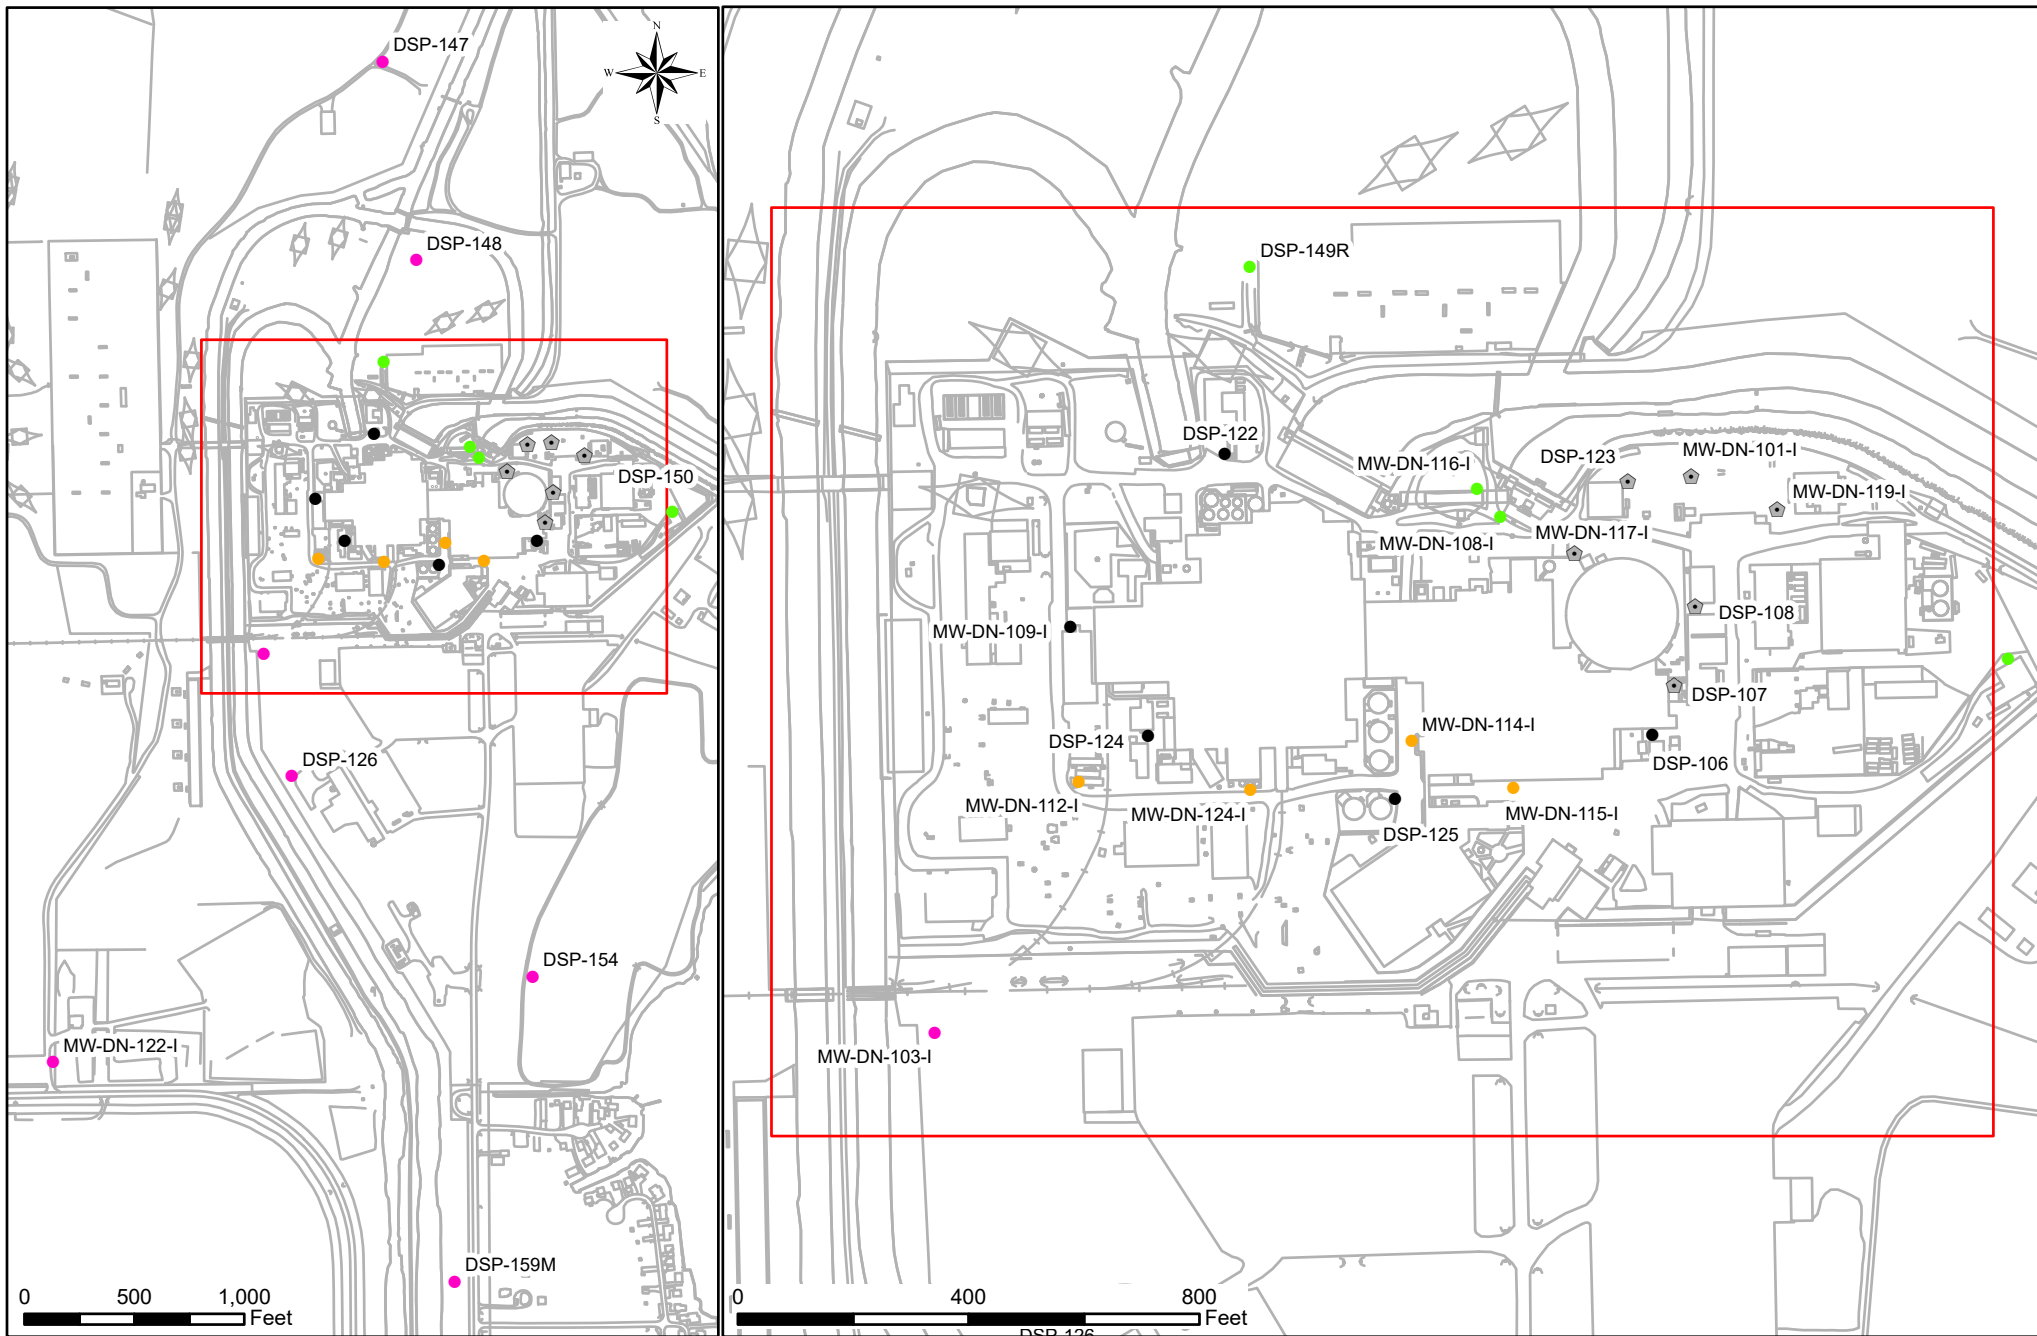 DSP-147
N
W
E
S
DSP-148
DSP-150
DSP-126
DSP-154
MW-DN-122-I
DSP-159M
0
500
1,000
Feet
DSP-149R
DSP-122
MW-DN-116-I
DSP-123
MW-DN-101-I
MW-DN-119-I
MW-DN-117-I
MW-DN-108-I
DSP-108
MW-DN-109-I
DSP-107
DSP-124
MW-DN-114-I
DSP-106
MW-DN-112-I
MW-DN-124-I
MW-DN-115-I
DSP-125
MW-DN-103-I
0
400
800
Feet
DSP-126